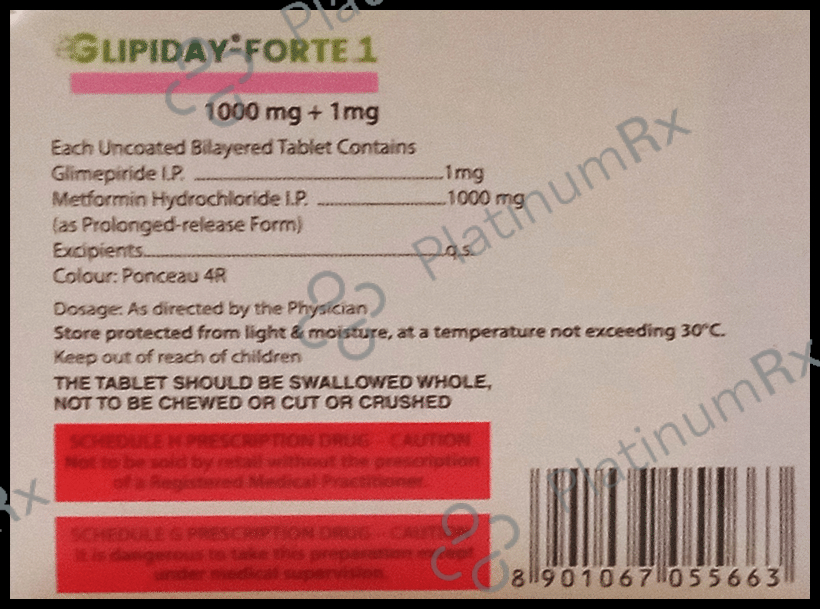 GLIPIDAY®-FORTE 1
1000 mg + 1mg
Each Uncoated Bilayered Tablet Contains
Glimepiride I.P. ........................................1mg
Metformin Hydrochloride I.P. ........................1000 mg
(as Prolonged-release Form)
Excipients..................................................q.s.
Colour: Ponceau 4R
Dosage: As directed by the Physician
Store protected from light & moisture, at a temperature not exceeding 30°C.
Keep out of reach of children
THE TABLET SHOULD BE SWALLOWED WHOLE,
NOT TO BE CHEWED OR CUT OR CRUSHED
SCHEDULE H PRESCRIPTION DRUG - CAUTION
Not to be sold by retail without the prescription
of a Registered Medical Practitioner.
SCHEDULE G PRESCRIPTION DRUG - CAUTION
It is dangerous to take this preparation except
under medical supervision.
8 901067 055663
PlatinumRx
PlatinumRx
Rx